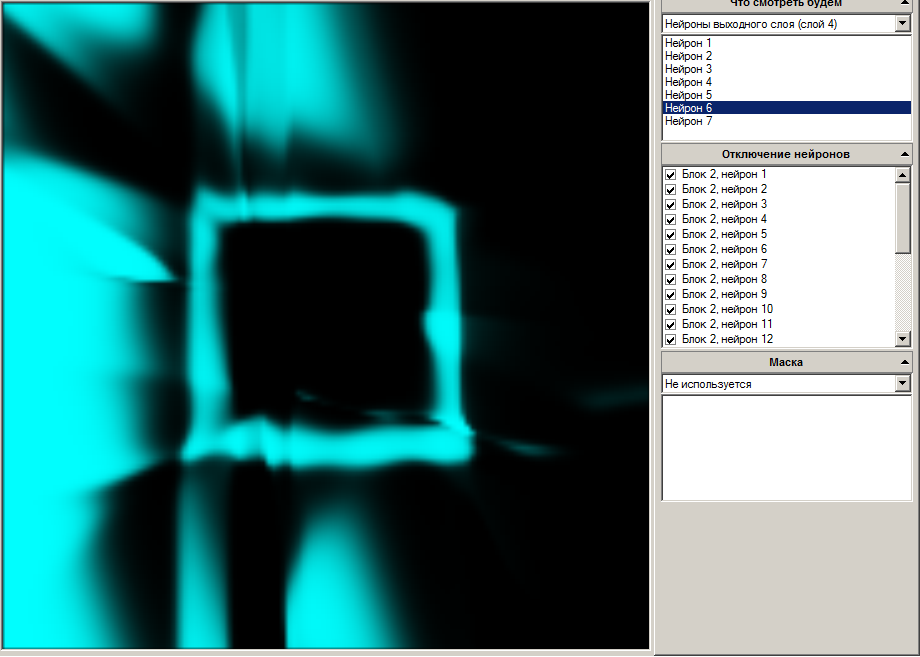 Что смотреть будем
Нейроны выходного слоя (слой 4)
Нейрон 1
Нейрон 2
Нейрон 3
Нейрон 4
Нейрон 5
Нейрон 6
Нейрон 7
Отключение нейронов
Блок 2, нейрон 1
Блок 2, нейрон 2
Блок 2, нейрон 3
Блок 2, нейрон 4
Блок 2, нейрон 5
Блок 2, нейрон 6
Блок 2, нейрон 7
Блок 2, нейрон 8
Блок 2, нейрон 9
Блок 2, нейрон 10
Блок 2, нейрон 11
Блок 2, нейрон 12
Маска
Не используется